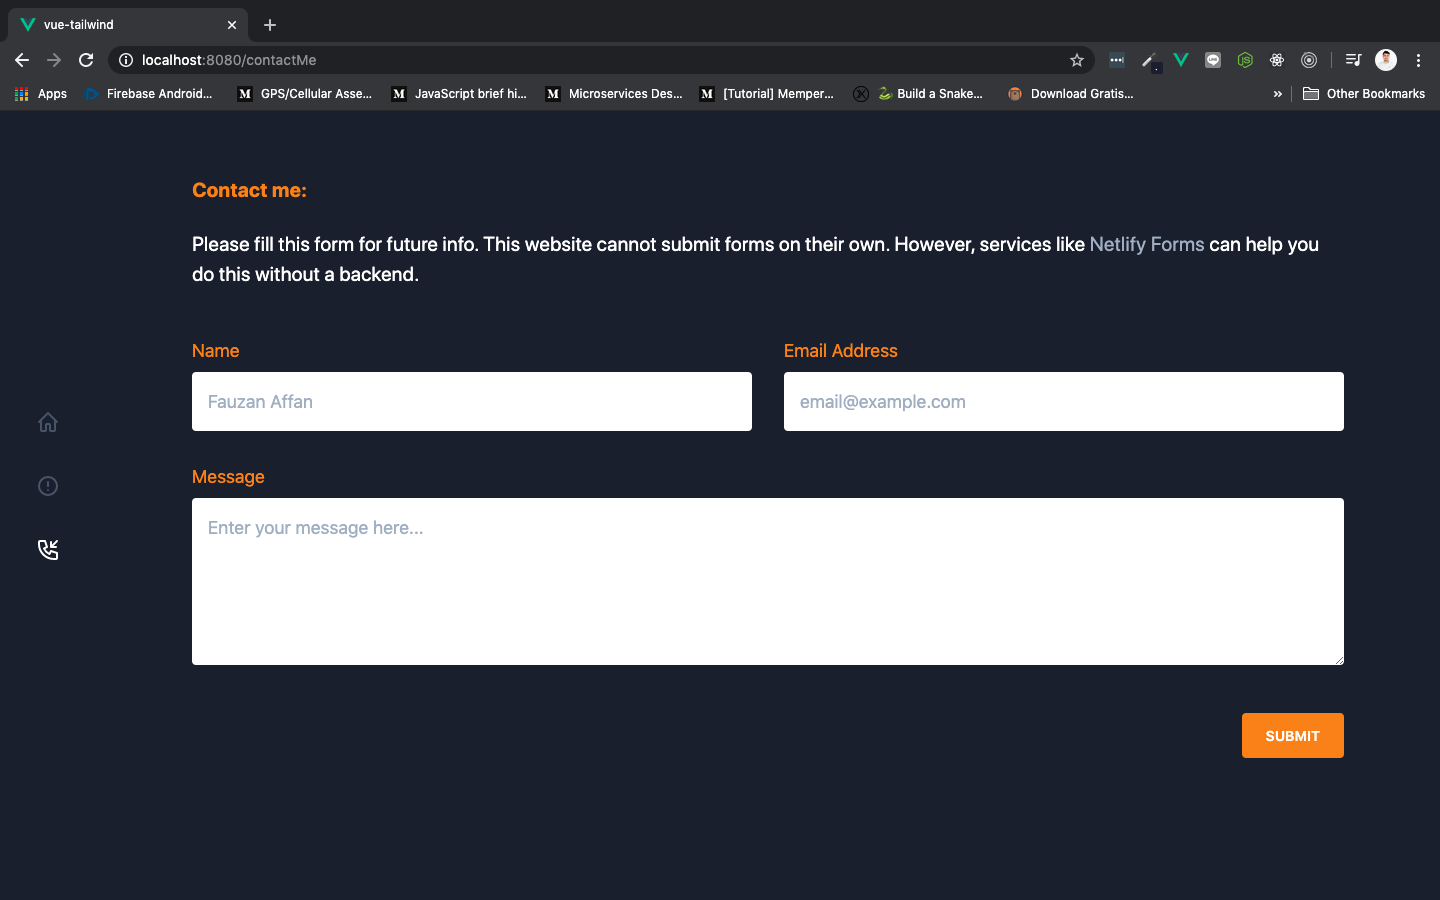 vue-tailwind
localhost:8080/contactMe
Apps
Firebase Android...
GPS/Cellular Asse...
JavaScript brief hi...
Microservices Des...
[Tutorial] Memper...
Build a Snake...
Download Gratis...
»
Other Bookmarks
Contact me:
Please fill this form for future info. This website cannot submit forms on their own. However, services like Netlify Forms can help you
do this without a backend.
Name
Email Address
Fauzan Affan
email@example.com
Message
Enter your message here...
SUBMIT